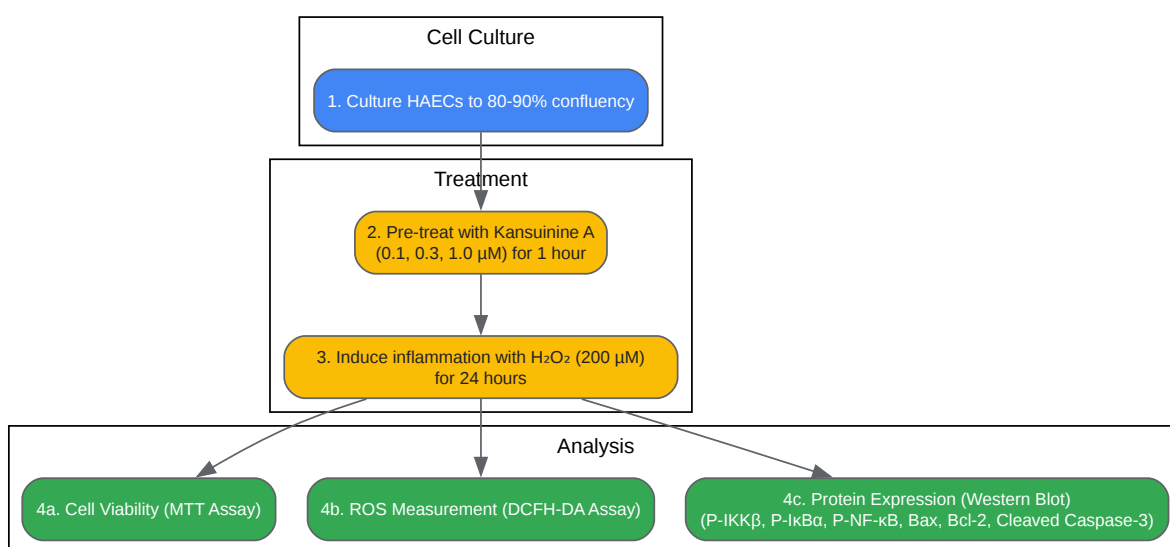 Cell Culture
1. Culture HAECs to 80-90% confluency
Treatment
2. Pre-treat with Kansuinine A
(0.1, 0.3, 1.0 µM) for 1 hour
3. Induce inflammation with H₂O₂ (200 µM)
for 24 hours
Analysis
4a. Cell Viability (MTT Assay)
4b. ROS Measurement (DCFH-DA Assay)
4c. Protein Expression (Western Blot)
(P-IKKβ, P-IκBα, P-NF-κB, Bax, Bcl-2, Cleaved Caspase-3)